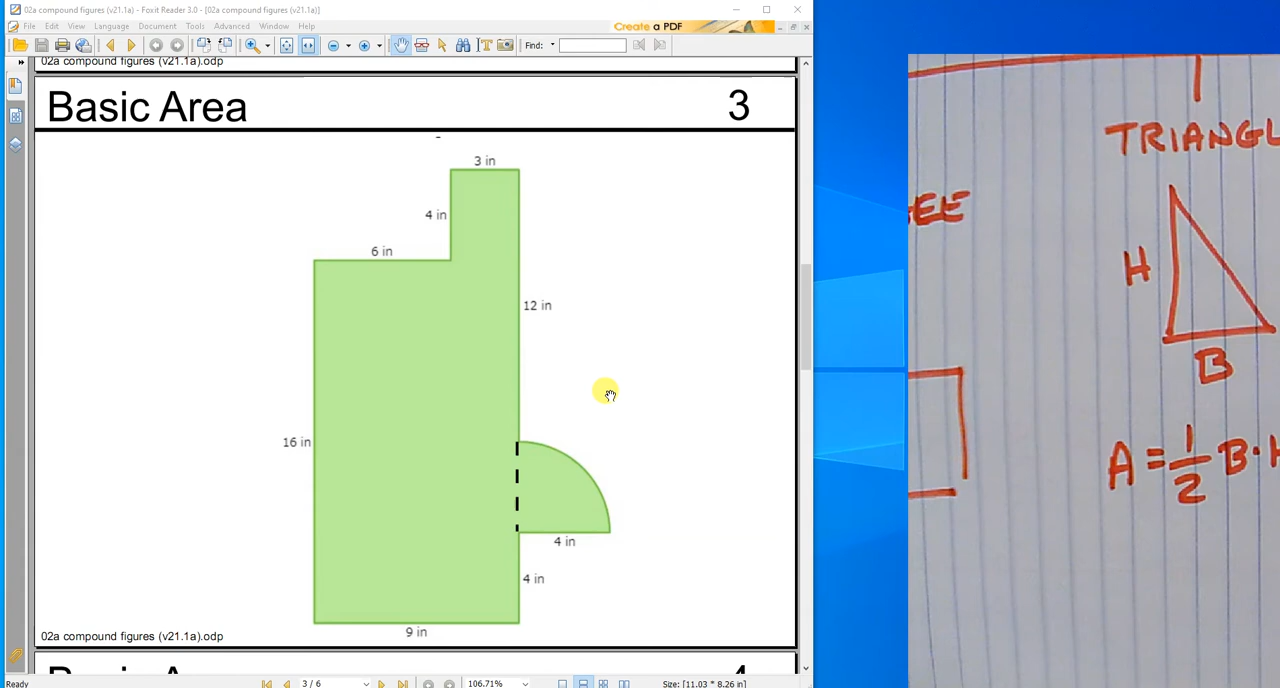 02a compound figures (v21.1a) - Foxit Reader 3.0 - [02a compound figures (v21.1a)]
File Edit View Language Document Tools Advanced Window Help
Create a PDF
Find:
02a compound figures (v21.1a).odp
Basic Area 3
3 in
4 in
6 in
12 in
16 in
4 in
4 in
9 in
02a compound figures (v21.1a).odp
4
Ready 3 / 6 106.71% Size: [11.03 * 8.26 in]
TRIANGL
H
B
A = 1/2 B · H